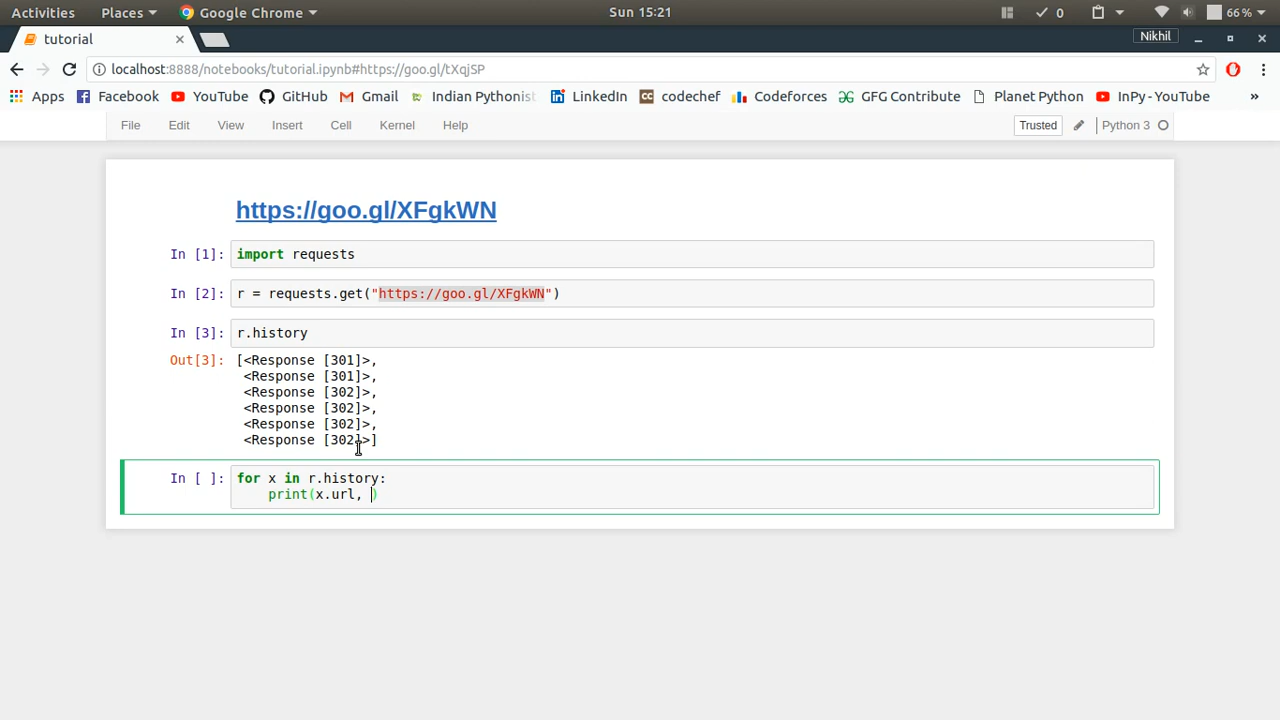 Activities Places Google Chrome Sun 15:21 0 66 %
tutorial Nikhil
localhost:8888/notebooks/tutorial.ipynb#https://goo.gl/tXqjSP
Apps Facebook YouTube GitHub Gmail Indian Pythonist LinkedIn codechef Codeforces GFG Contribute Planet Python InPy - YouTube »
File Edit View Insert Cell Kernel Help Trusted Python 3
https://goo.gl/XFgkWN
In [1]: import requests
In [2]: r = requests.get("https://goo.gl/XFgkWN")
In [3]: r.history
Out[3]: [<Response [301]>,
<Response [301]>,
<Response [302]>,
<Response [302]>,
<Response [302]>,
<Response [302]>]
In [ ]: for x in r.history:
print(x.url, )